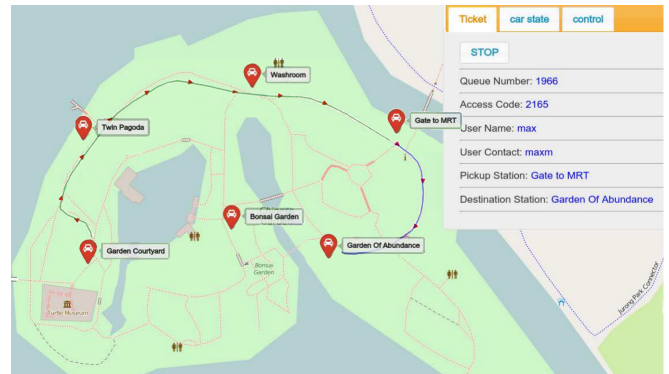 Ticket
car state
control
STOP
Queue Number: 1966
Access Code: 2165
User Name: max
User Contact: maxm
Pickup Station: Gate to MRT
Destination Station: Garden Of Abundance
Washroom
Gate to MRT
Twin Pagoda
Bonsai Garden
Garden Of Abundance
Garden Courtyard
Bonsai
Garden
Turtle Museum
Jurong Park Connector